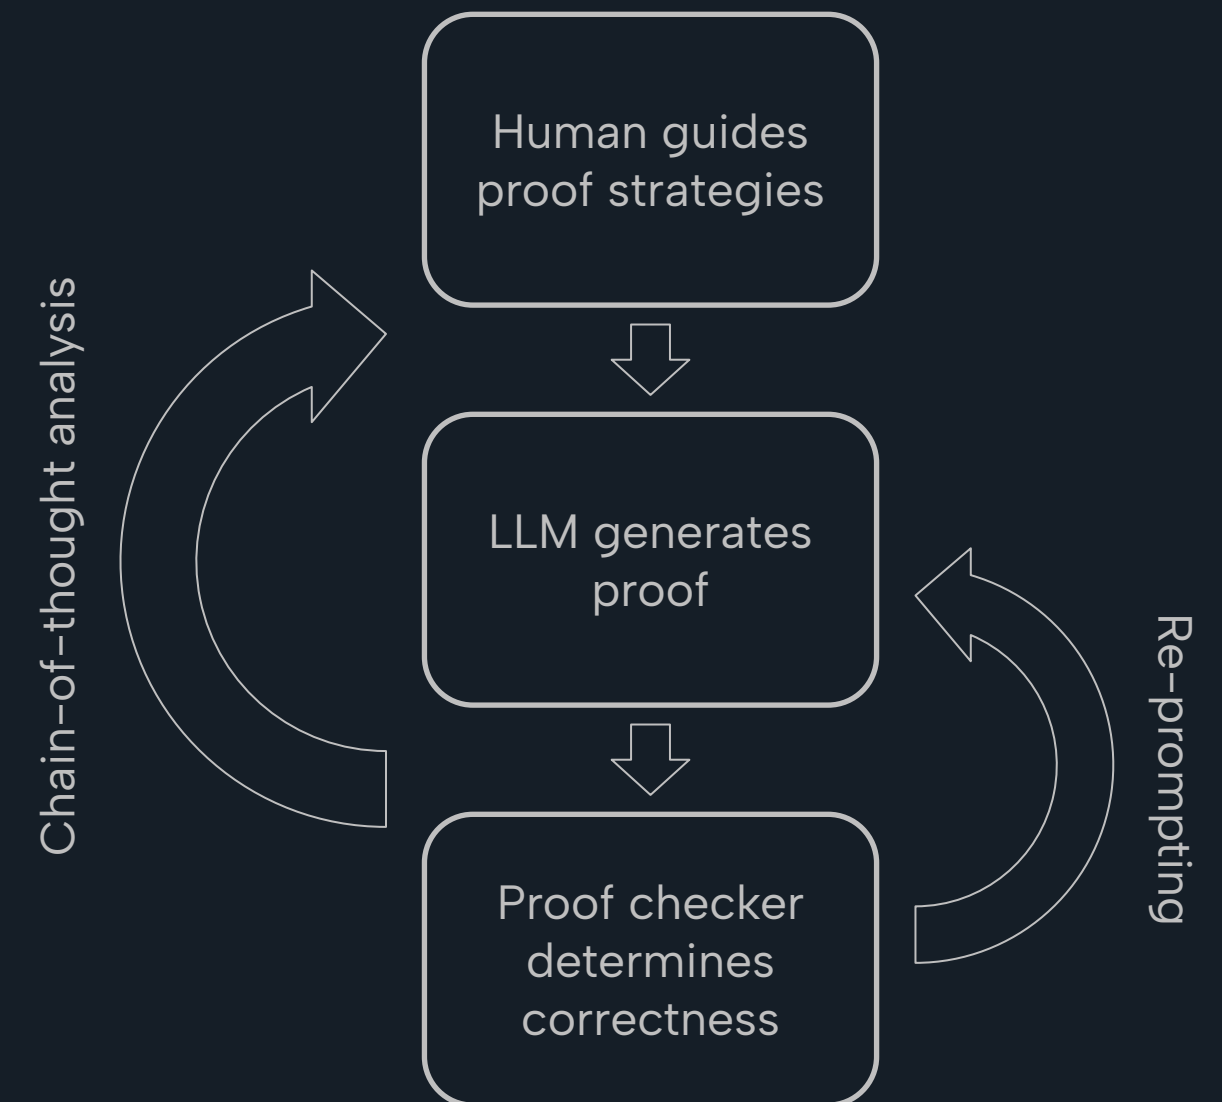 Human guides
proof strategies
Chain-of-thought analysis
LLM generates
proof
Re-prompting
Proof checker
determines
correctness